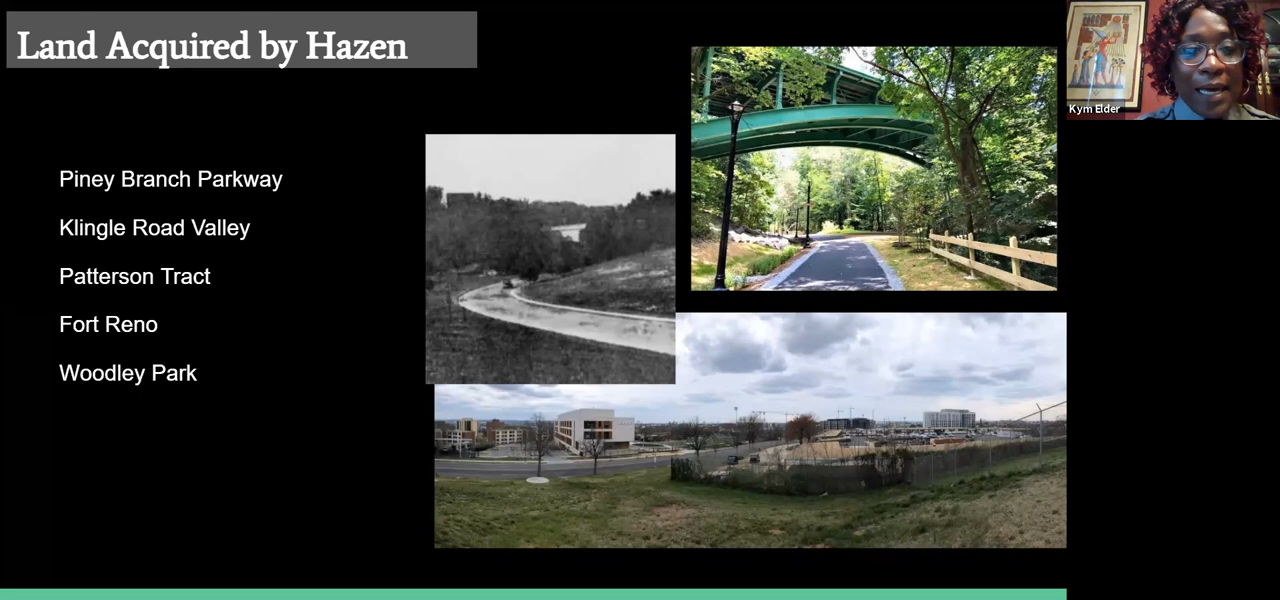 Land Acquired by Hazen
Piney Branch Parkway
Klingle Road Valley
Patterson Tract
Fort Reno
Woodley Park
Kym Elder